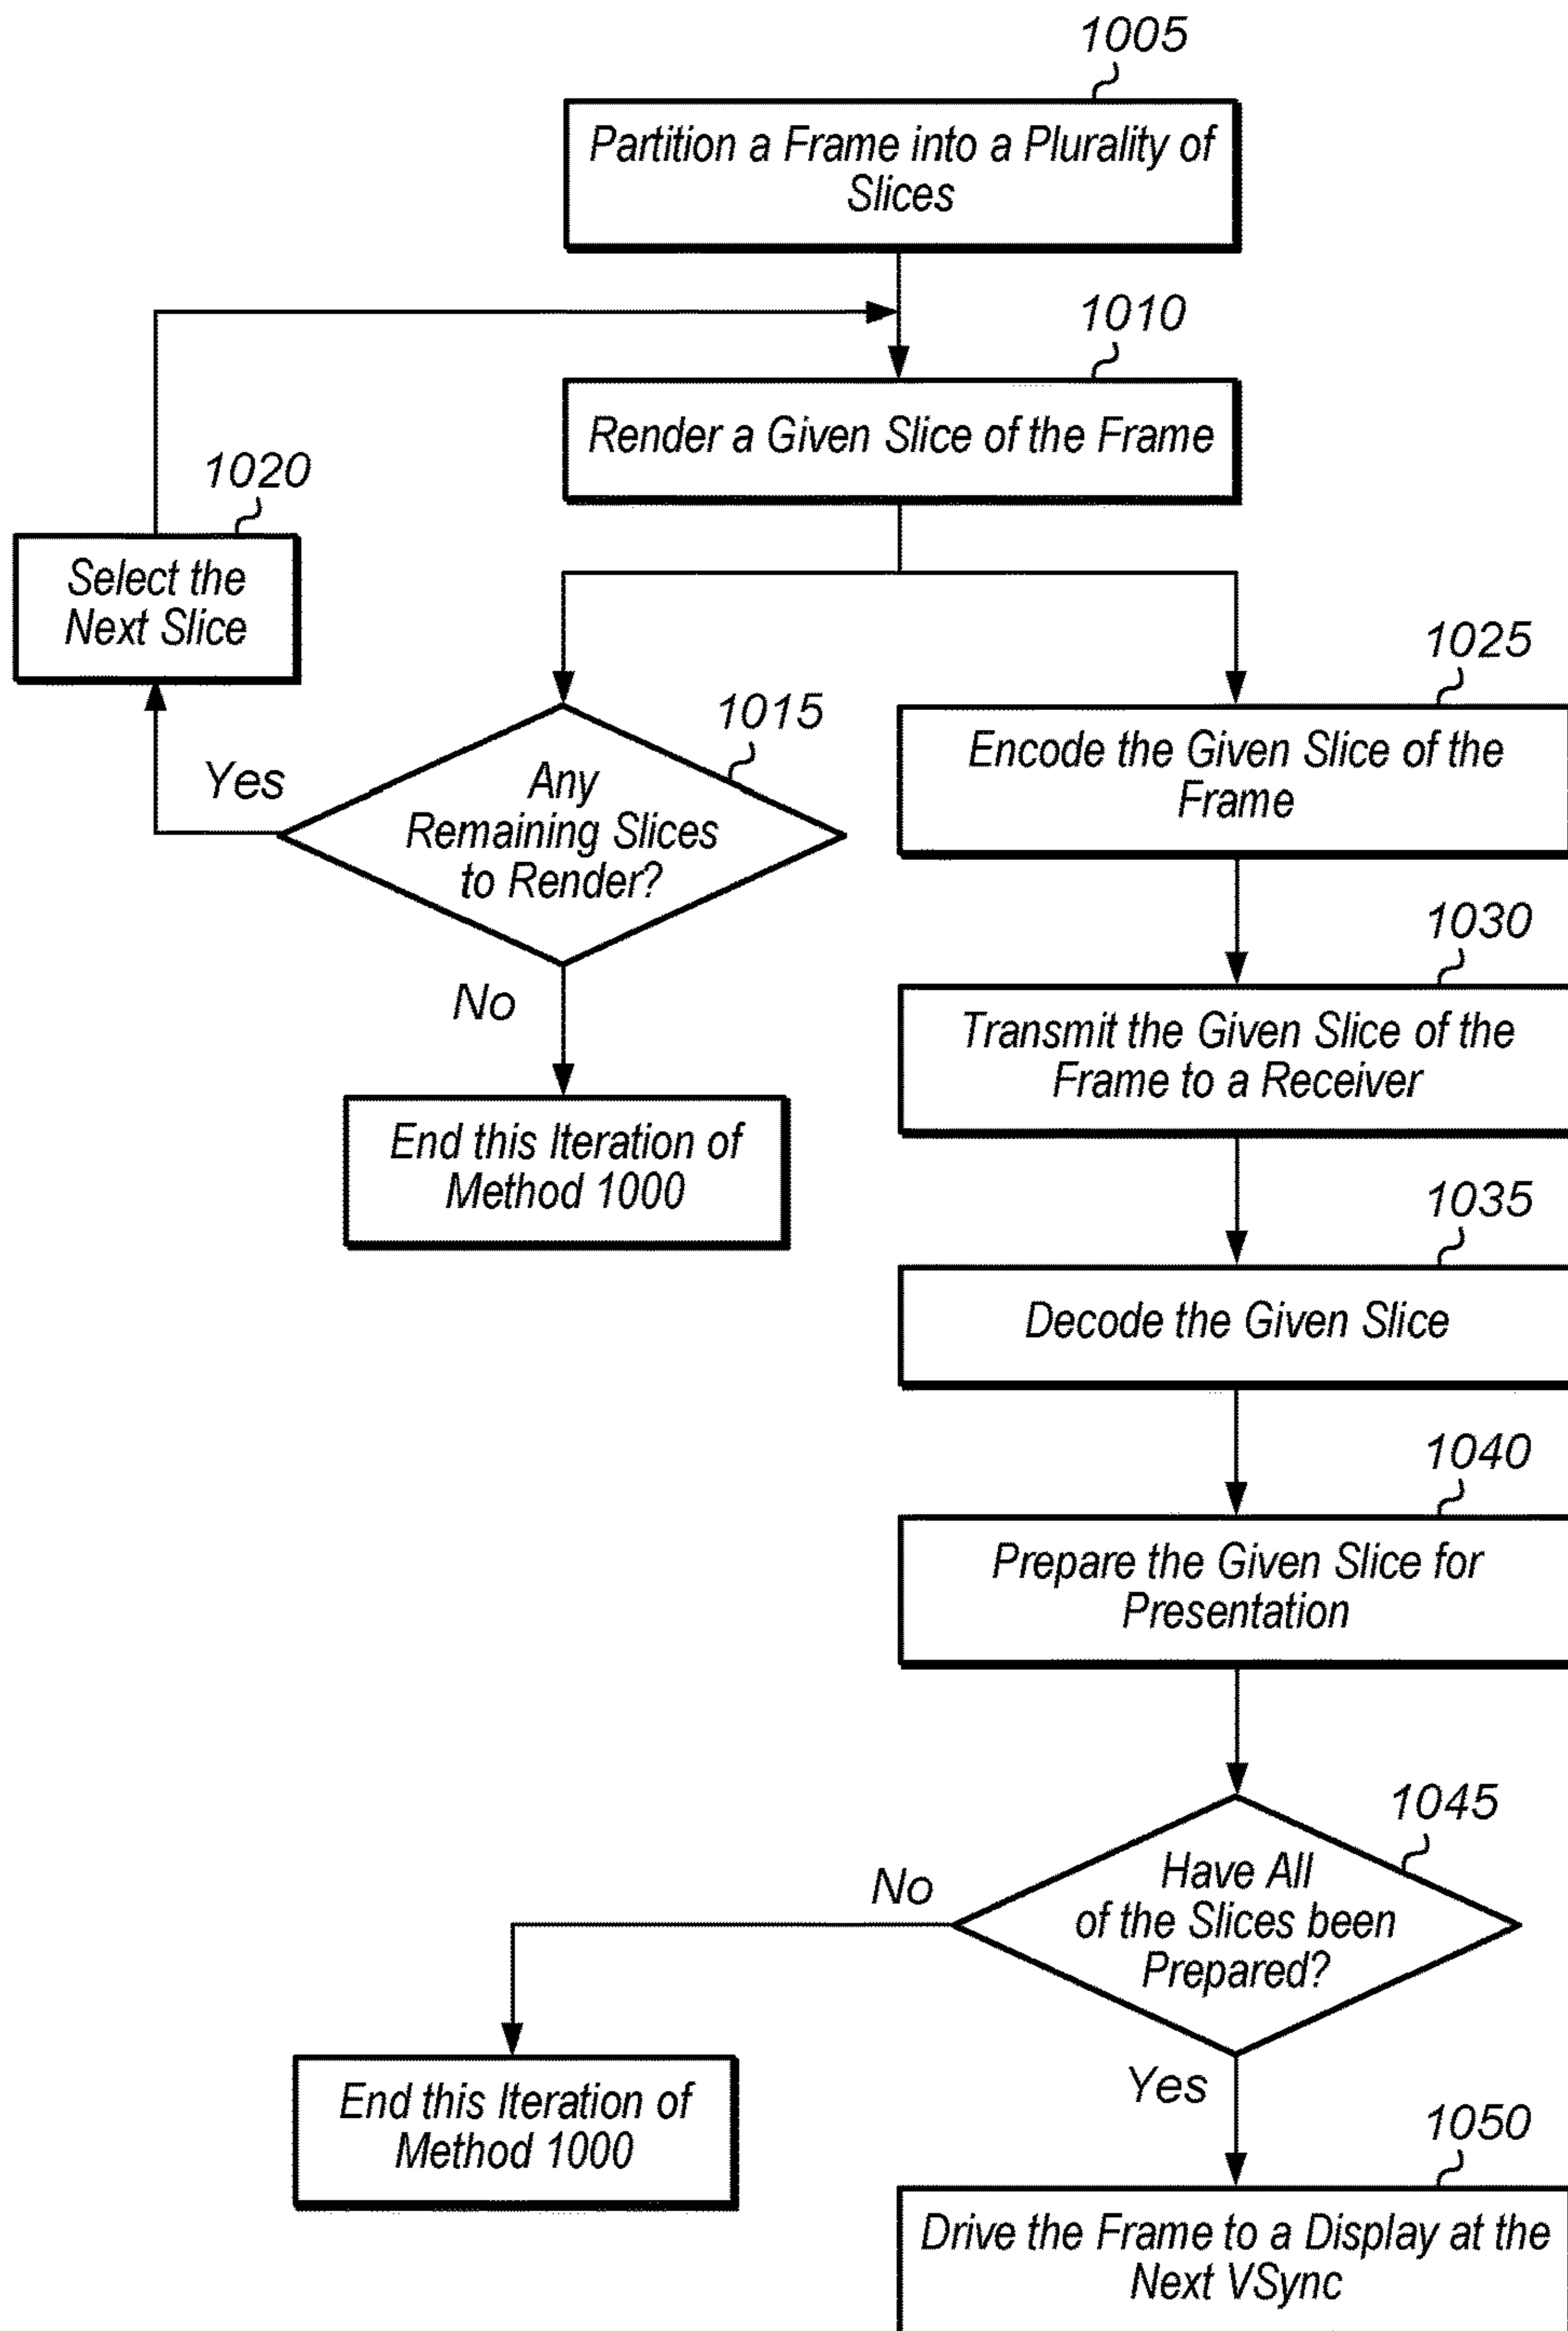 1005
Partition a Frame into a Plurality of
Slices
1010
Render a Given Slice of the Frame
1020
Select the
Next Slice
1015
Any
Remaining Slices
to Render?
Yes
No
End this Iteration of
Method 1000
1025
Encode the Given Slice of the
Frame
1030
Transmit the Given Slice of the
Frame to a Receiver
1035
Decode the Given Slice
1040
Prepare the Given Slice for
Presentation
1045
Have All
of the Slices been
Prepared?
No
End this Iteration of
Method 1000
Yes
1050
Drive the Frame to a Display at the
Next VSync